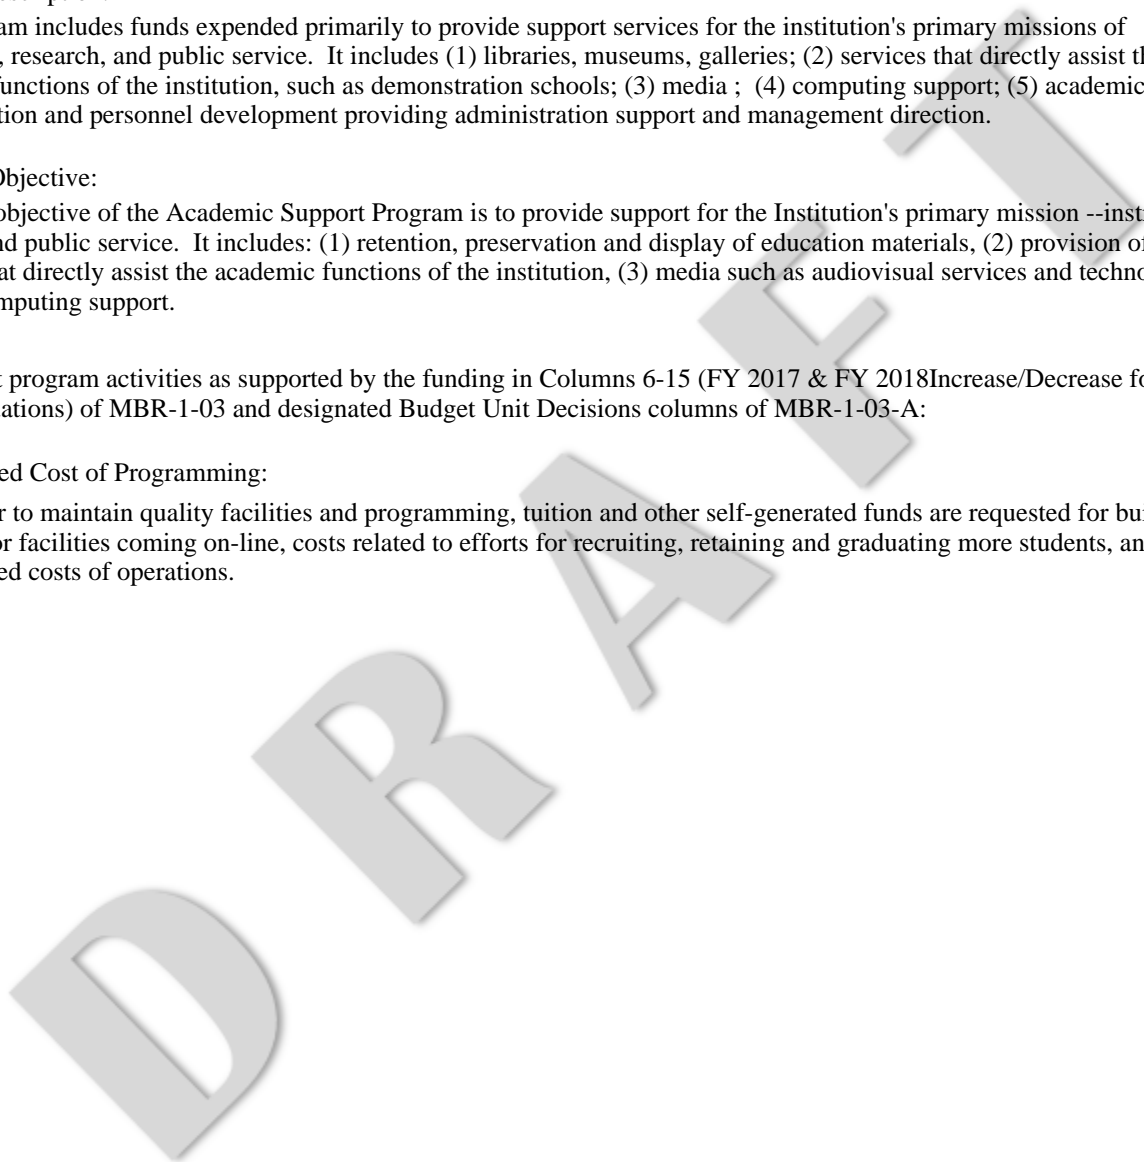 am includes funds expended primarily to provide support services for the institution's primary missions of
, research, and public service.  It includes (1) libraries, museums, galleries; (2) services that directly assist th
functions of the institution, such as demonstration schools; (3) media ;  (4) computing support; (5) academic
tion and personnel development providing administration support and management direction.
Objective:
objective of the Academic Support Program is to provide support for the Institution's primary mission --insti
nd public service.  It includes: (1) retention, preservation and display of education materials, (2) provision of
at directly assist the academic functions of the institution, (3) media such as audiovisual services and techno
mputing support.
t program activities as supported by the funding in Columns 6-15 (FY 2017 & FY 2018Increase/Decrease fo
ations) of MBR-1-03 and designated Budget Unit Decisions columns of MBR-1-03-A:
ed Cost of Programming:
r to maintain quality facilities and programming, tuition and other self-generated funds are requested for bui
or facilities coming on-line, costs related to efforts for recruiting, retaining and graduating more students, an
ed costs of operations.
DRAFT